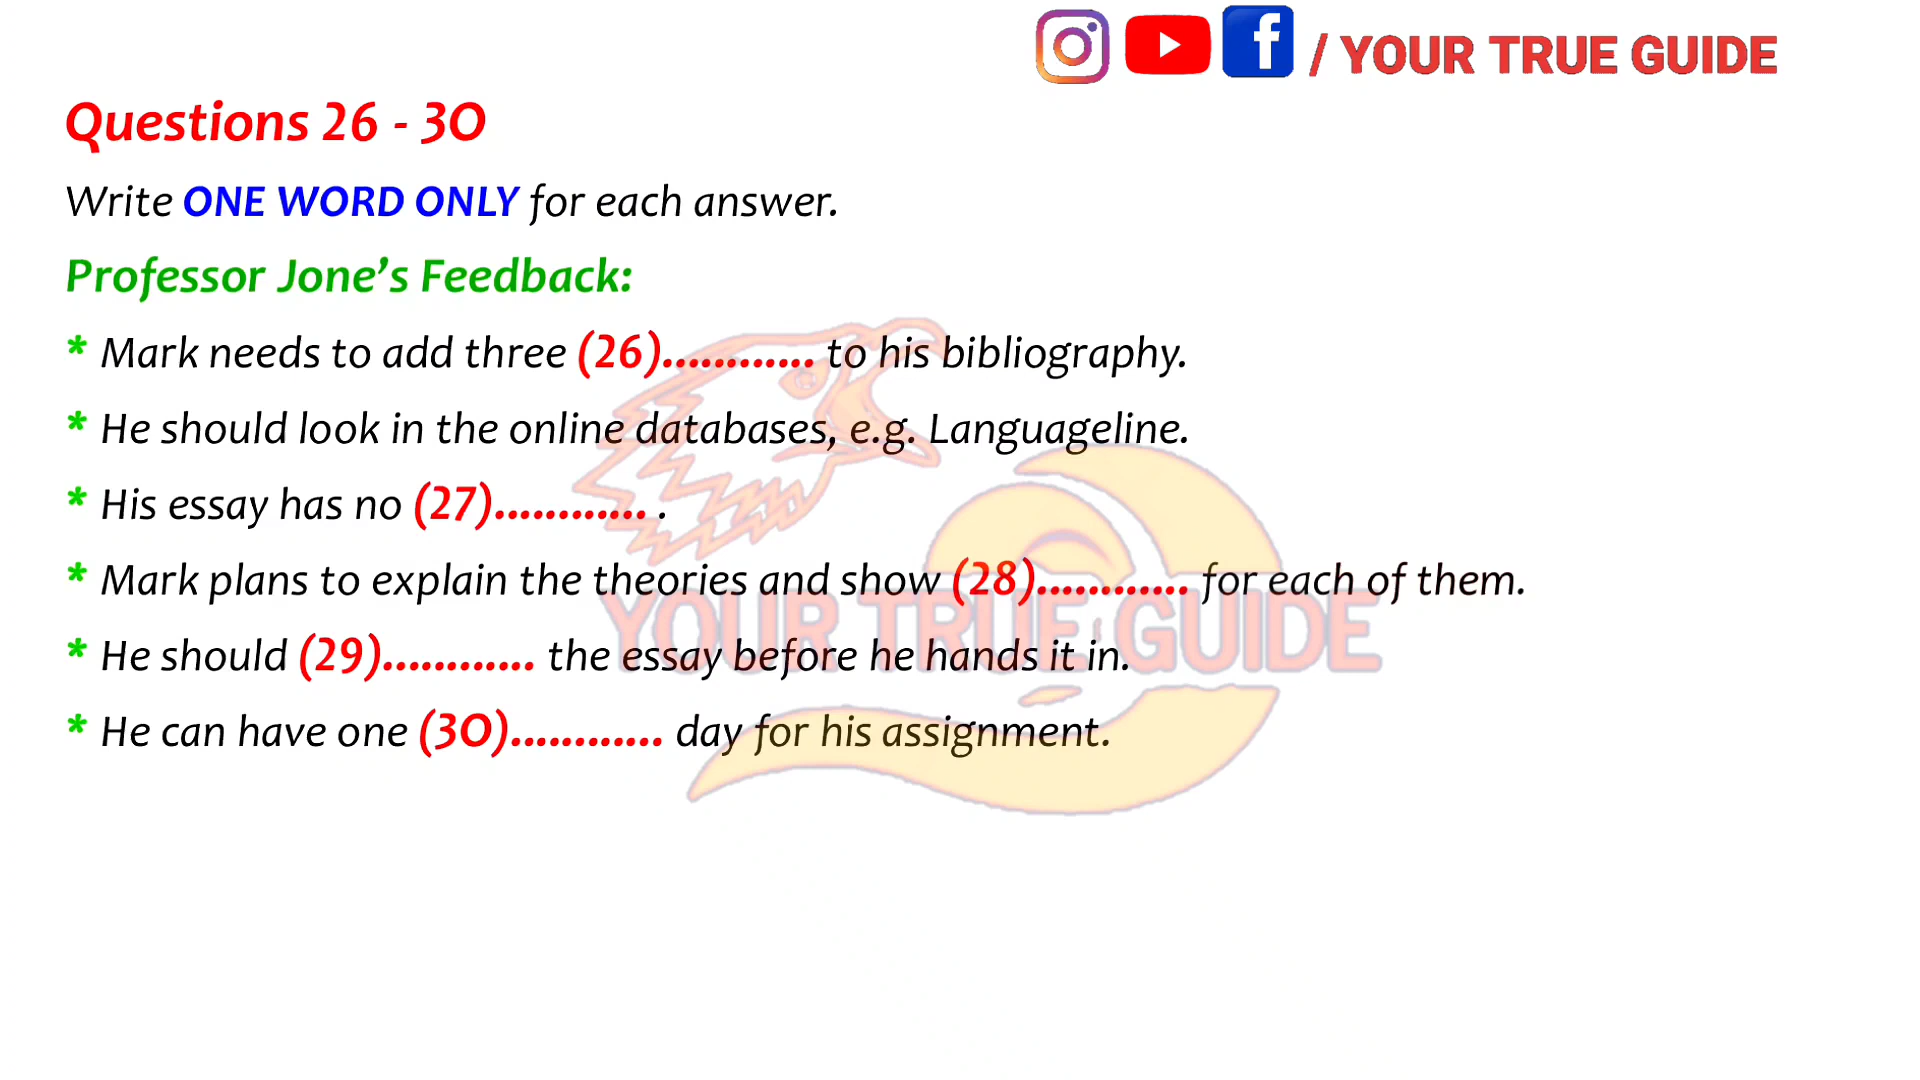 / YOUR TRUE GUIDE
Questions 26 - 30
Write ONE WORD ONLY for each answer.
Professor Jone’s Feedback:
* Mark needs to add three (26)............ to his bibliography.
* He should look in the online databases, e.g. Languageline.
* His essay has no (27)............ .
* Mark plans to explain the theories and show (28)............ for each of them.
YOUR TRUE GUIDE
* He should (29)............ the essay before he hands it in.
* He can have one (30)............ day for his assignment.